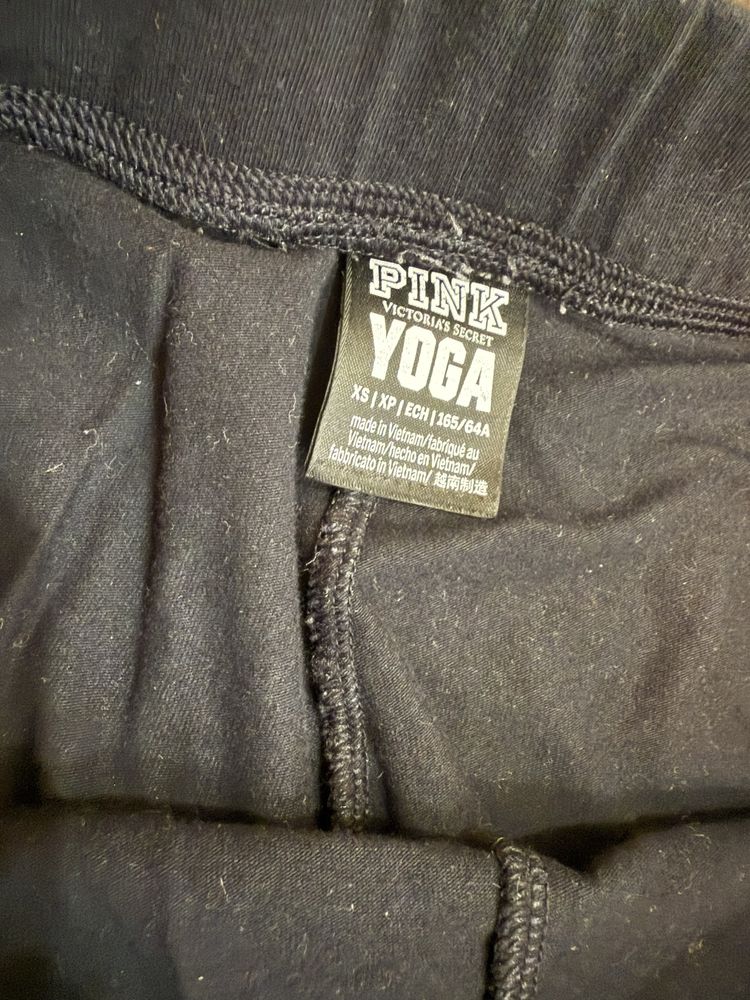 PINK
VICTORIA'S SECRET
YOGA
XS | XP | ECH | 165/64A
made in Vietnam/fabriqué au
Vietnam/hecho en Vietnam/
fabbricato in Vietnam/ 越南制造